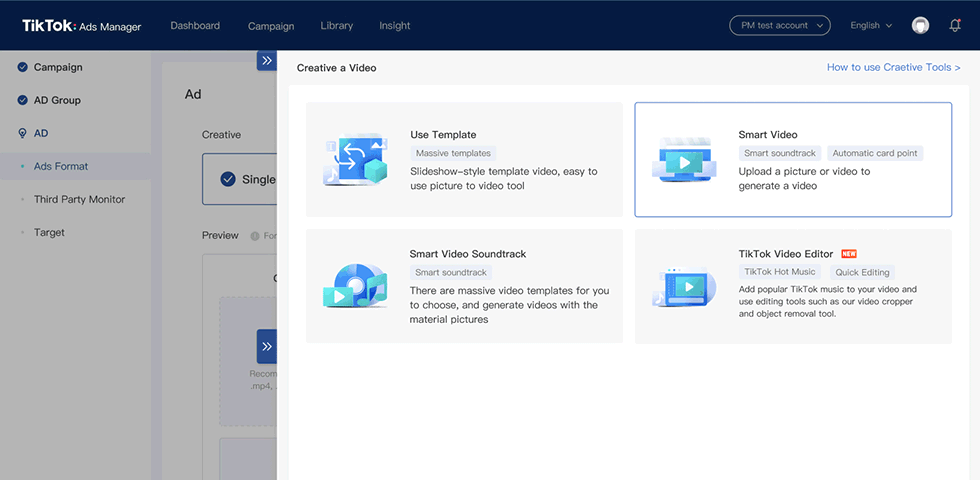 TikTok: Ads Manager
Dashboard
Campaign
Library
Insight
PM test account
English
Campaign
AD Group
AD
Ads Format
Third Party Monitor
Target
Ad
Creative
Single
Preview
For
Recom
.mp4,
Creative a Video
How to use Craetive Tools >
Use Template
Massive templates
Slideshow-style template video, easy to
use picture to video tool
Smart Video
Smart soundtrack
Automatic card point
Upload a picture or video to
generate a video
Smart Video Soundtrack
Smart soundtrack
There are massive video templates for you
to choose, and generate videos with the
material pictures
TikTok Video Editor NEW
TikTok Hot Music
Quick Editing
Add popular TikTok music to your video and
use editing tools such as our video cropper
and object removal tool.